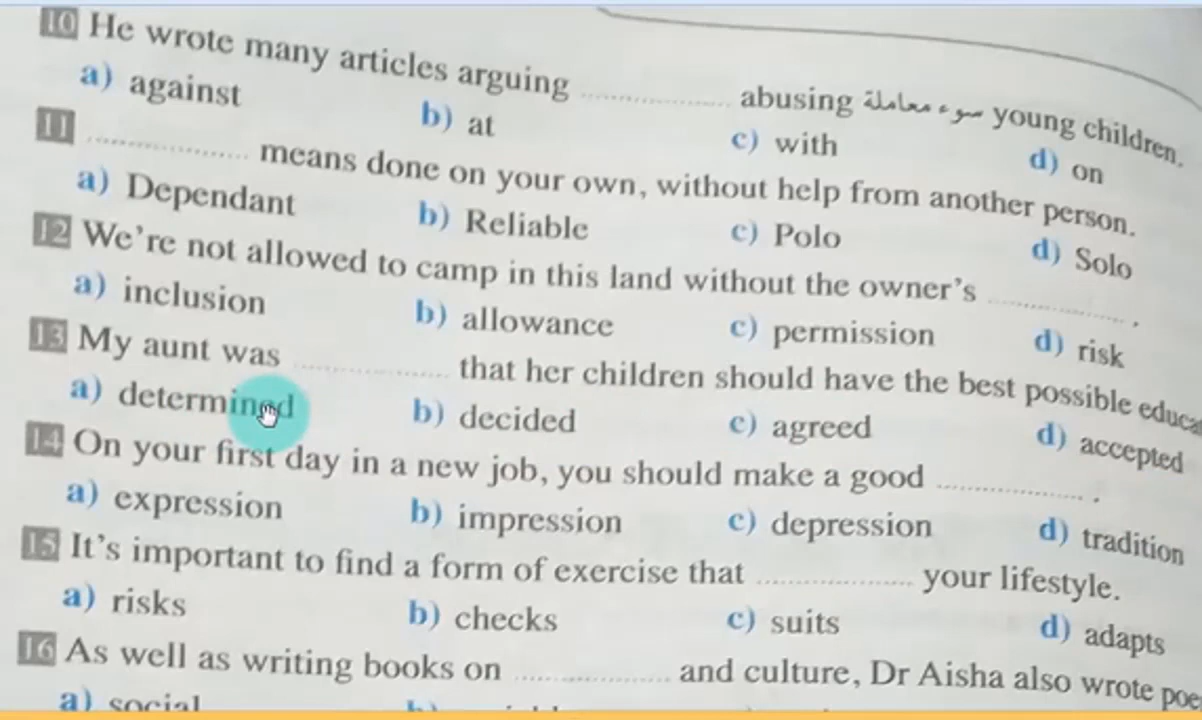 10 He wrote many articles arguing .................. abusing سوء معاملة young children.
a) against b) at c) with d) on
11 .................. means done on your own, without help from another person.
a) Dependant b) Reliable c) Polo d) Solo
12 We're not allowed to camp in this land without the owner's .................. .
a) inclusion b) allowance c) permission d) risk
13 My aunt was .................. that her children should have the best possible educa
a) determined b) decided c) agreed d) accepted
14 On your first day in a new job, you should make a good .................. .
a) expression b) impression c) depression d) tradition
15 It's important to find a form of exercise that .................. your lifestyle.
a) risks b) checks c) suits d) adapts
16 As well as writing books on .................. and culture, Dr Aisha also wrote poe
a) social